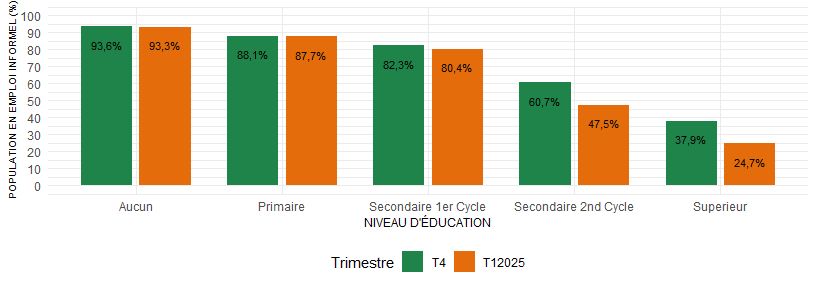 POPULATION EN EMPLOI INFORMEL (%)
100
90
80
70
60
50
40
30
20
10
0
93,6%
93,3%
88,1%
87,7%
82,3%
80,4%
60,7%
47,5%
37,9%
24,7%
Aucun
Primaire
Secondaire 1er Cycle
Secondaire 2nd Cycle
Superieur
NIVEAU D'ÉDUCATION
Trimestre
T4
T12025